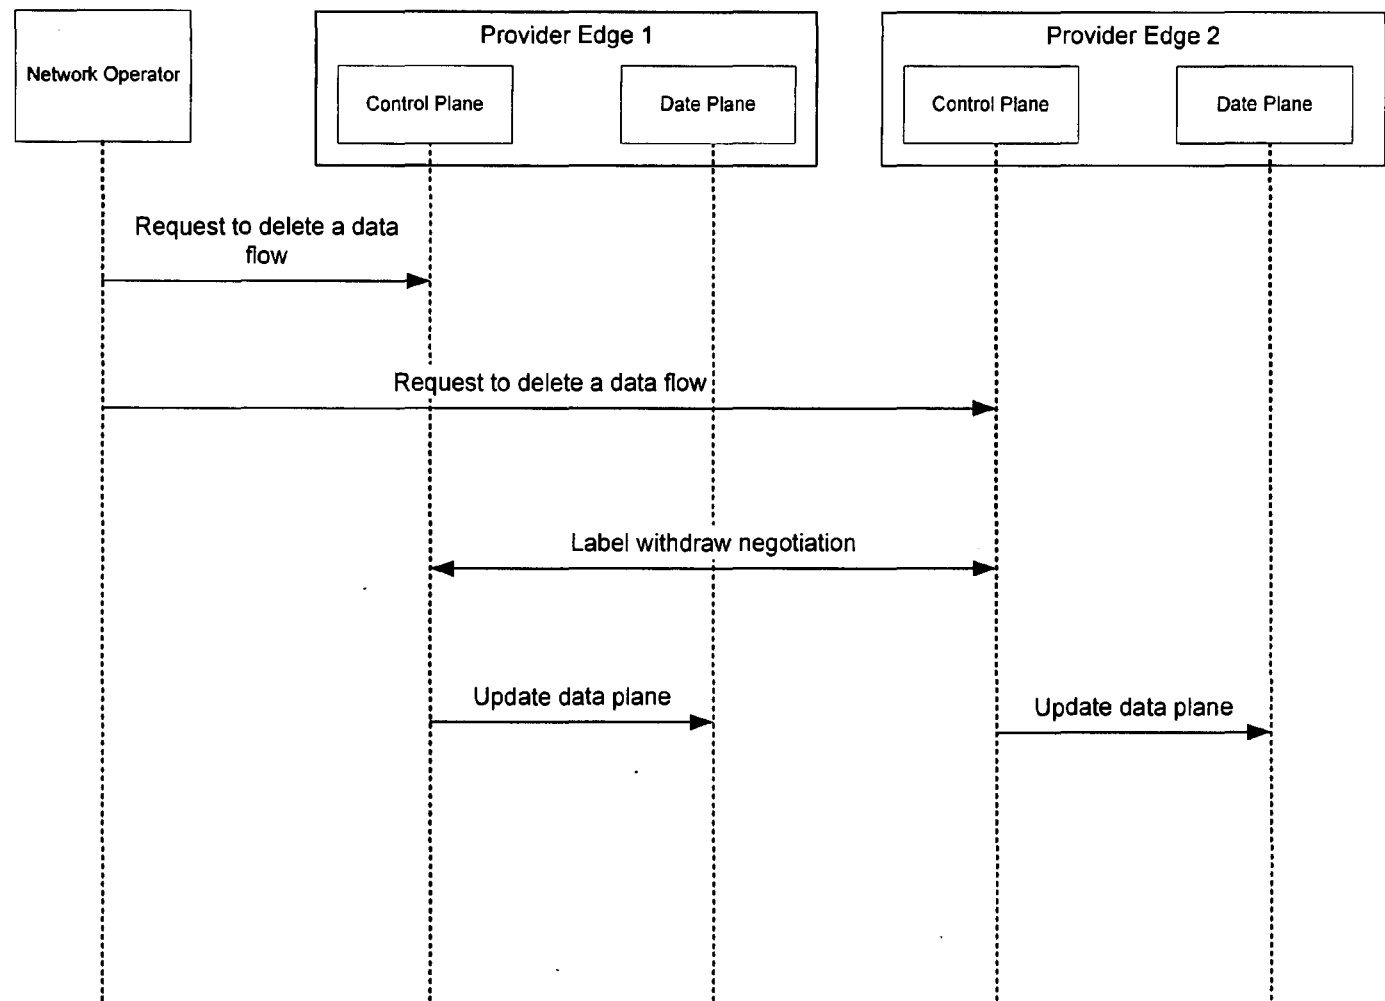 Network Operator
Provider Edge 1
Control Plane
Date Plane
Provider Edge 2
Control Plane
Date Plane
Request to delete a data
flow
Request to delete a data flow
Label withdraw negotiation
Update data plane
Update data plane